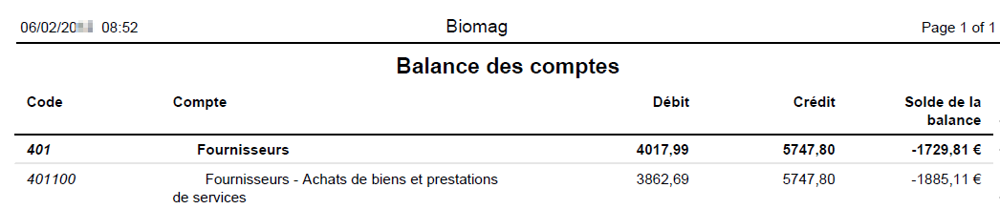 06/02/20 08:52 Biomag Page 1 of 1
Balance des comptes
Code Compte Débit Crédit Solde de la
balance
401 Fournisseurs 4017,99 5747,80 -1729,81 €
401100 Fournisseurs - Achats de biens et prestations 3862,69 5747,80 -1885,11 €
de services